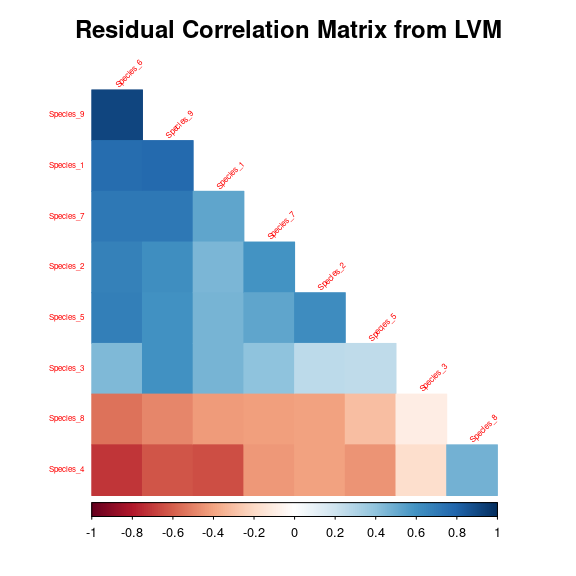 Residual Correlation Matrix from LVM
Species_6
Species_9
Species_9
Species_1
Species_1
Species_7
Species_7
Species_2
Species_2
Species_5
Species_5
Species_3
Species_3
Species_8
Species_8
Species_4
-1 -0.8 -0.6 -0.4 -0.2 0 0.2 0.4 0.6 0.8 1